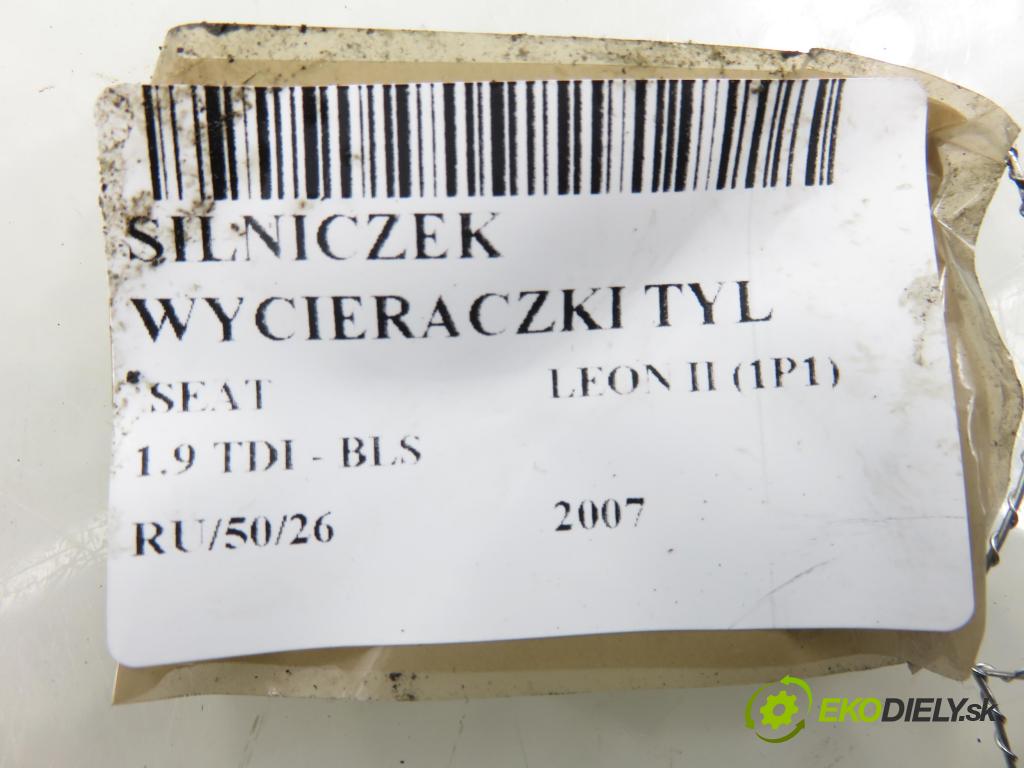 SILNICZEK
WYCIERACZKI TYL
SEAT LEON II (1P1)
1.9 TDI - BLS
RU/50/26 2007
EKODIELY.sk